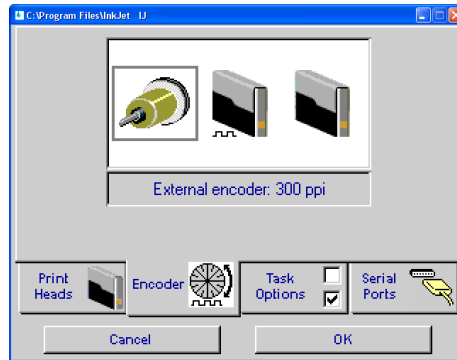 C:\Program Files\InkJet IJ
External encoder: 300 ppi
Print
Heads
Encoder
Task
Options
Serial
Ports
Cancel
OK